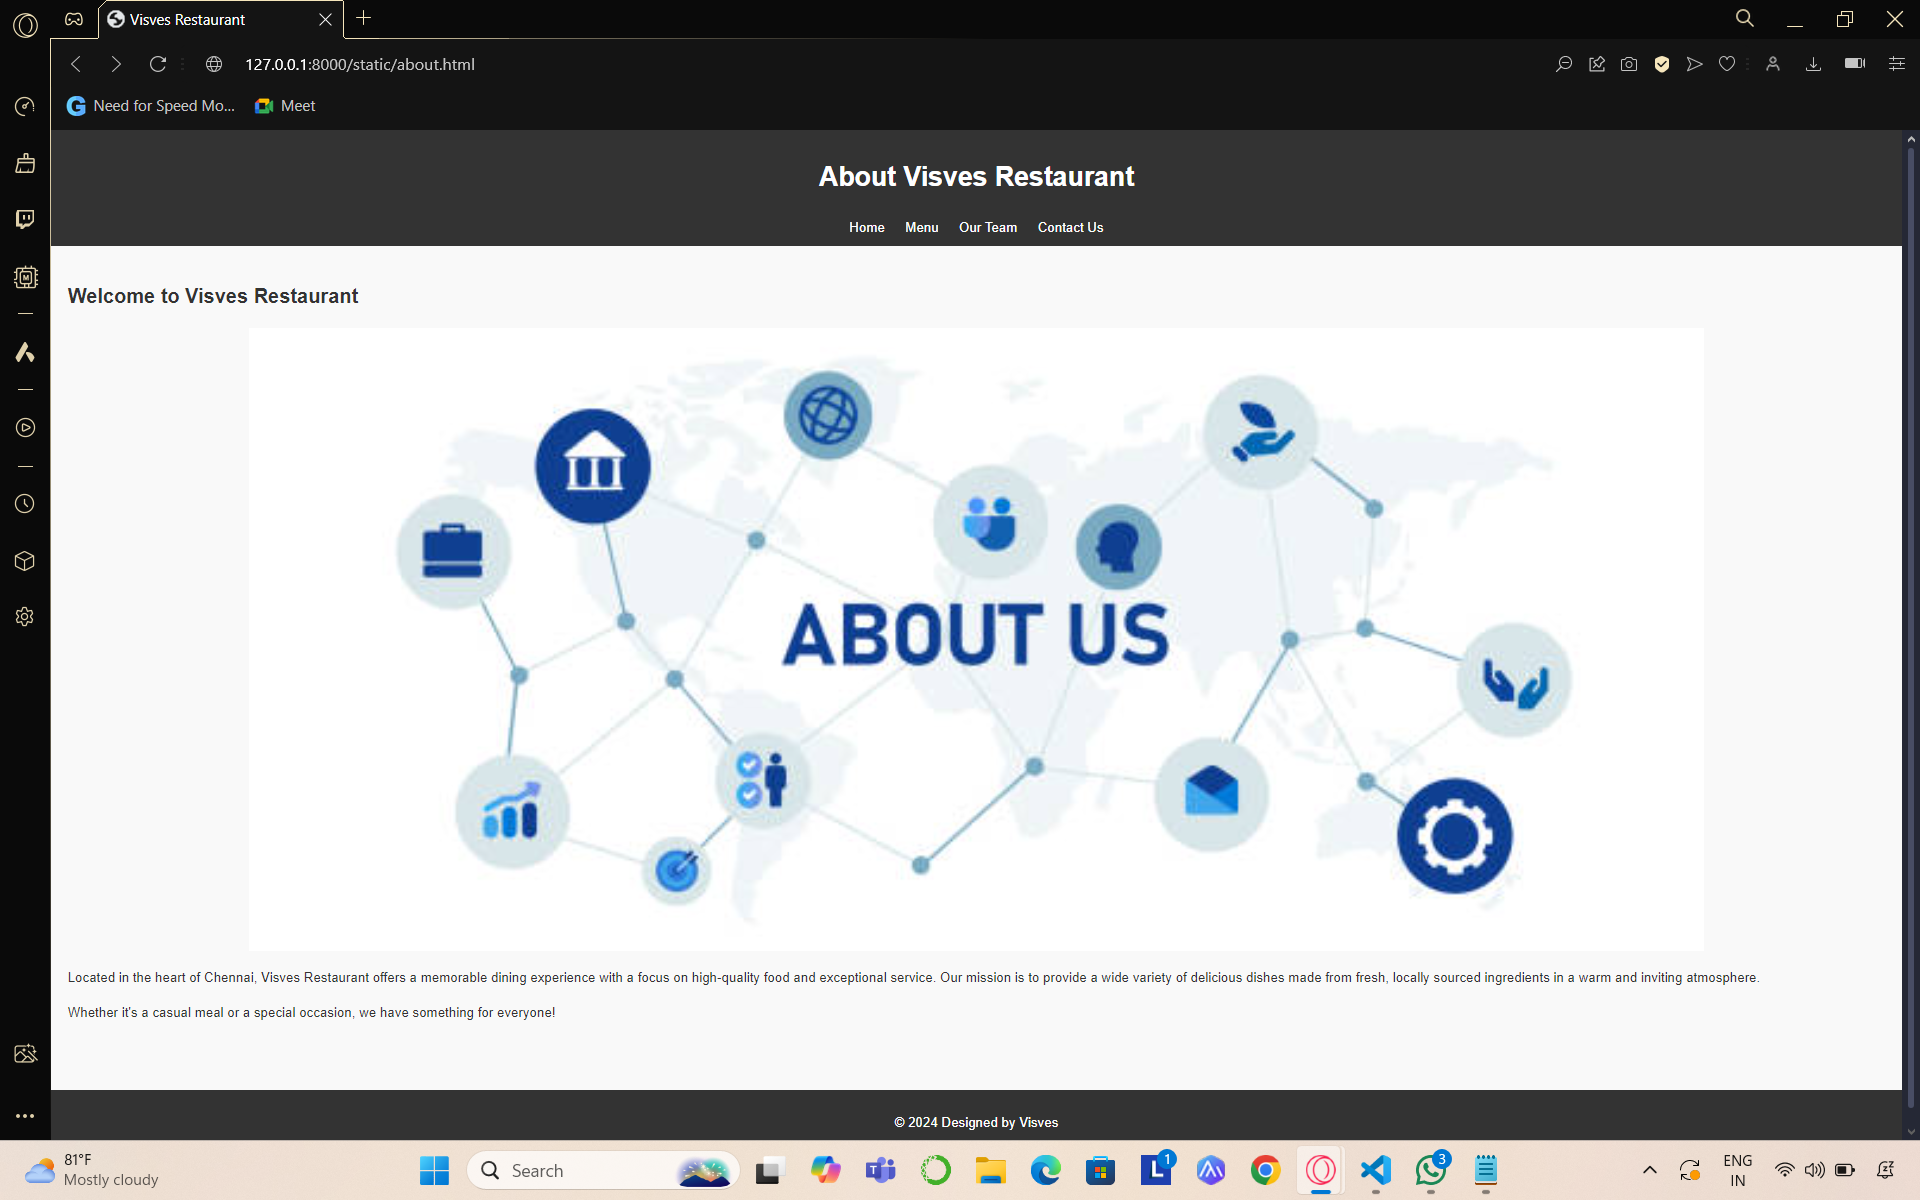 Visves Restaurant
127.0.0.1:8000/static/about.html
Need for Speed Mo...
Meet
About Visves Restaurant
Home Menu Our Team Contact Us
Welcome to Visves Restaurant
ABOUT US
Located in the heart of Chennai, Visves Restaurant offers a memorable dining experience with a focus on high-quality food and exceptional service. Our mission is to provide a wide variety of delicious dishes made from fresh, locally sourced ingredients in a warm and inviting atmosphere.
Whether it's a casual meal or a special occasion, we have something for everyone!
© 2024 Designed by Visves
81°F
Mostly cloudy
Search
1
3
ENG
IN